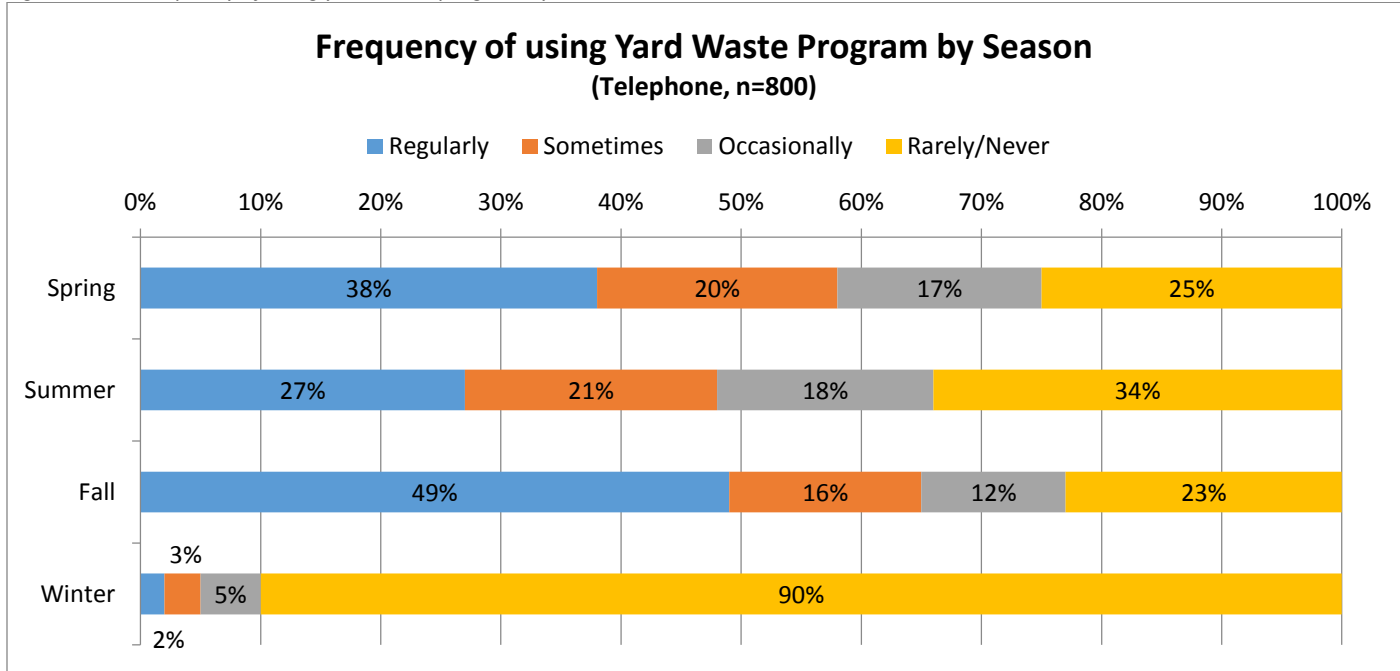 Frequency of using Yard Waste Program by Season
(Telephone, n=800)
Regularly Sometimes Occasionally Rarely/Never
0% 10% 20% 30% 40% 50% 60% 70% 80% 90% 100%
Spring 38% 20% 17% 25%
Summer 27% 21% 18% 34%
Fall 49% 16% 12% 23%
3%
Winter 5% 90%
2%